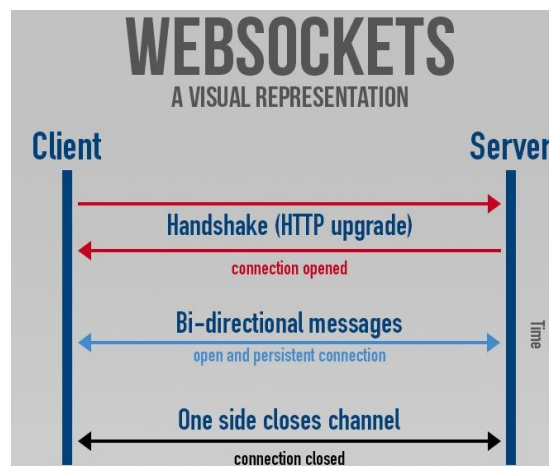 WEBSOCKETS
A VISUAL REPRESENTATION
Client
Server
Handshake (HTTP upgrade)
connection opened
Bi-directional messages
open and persistent connection
Time
One side closes channel
connection closed